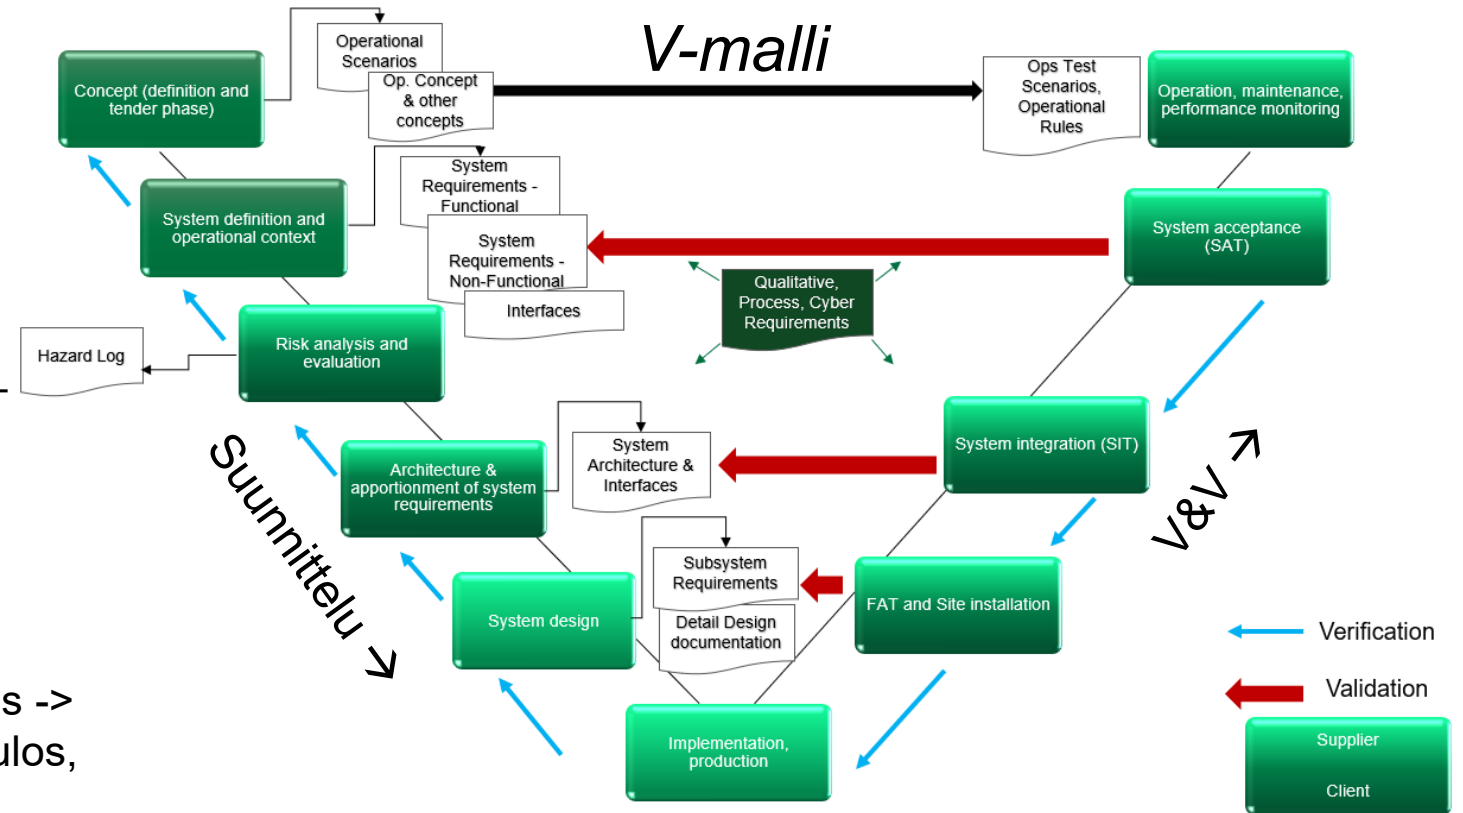 V-malli
Concept (definition and
tender phase)
Operational
Scenarios
Op. Concept
& other
concepts
Ops Test
Scenarios,
Operational
Rules
Operation, maintenance,
performance monitoring
System definition and
operational context
System
Requirements -
Functional
System
Requirements -
Non-Functional
Interfaces
System acceptance
(SAT)
Qualitative,
Process, Cyber
Requirements
Hazard Log
Risk analysis and
evaluation
Architecture &
apportionment of system
requirements
System
Architecture &
Interfaces
System integration (SIT)
Suunnittelu →
V&V →
System design
Subsystem
Requirements
Detail Design
documentation
FAT and Site installation
Implementation,
production
Verification
Validation
Supplier
Client
-
s ->
ulos,